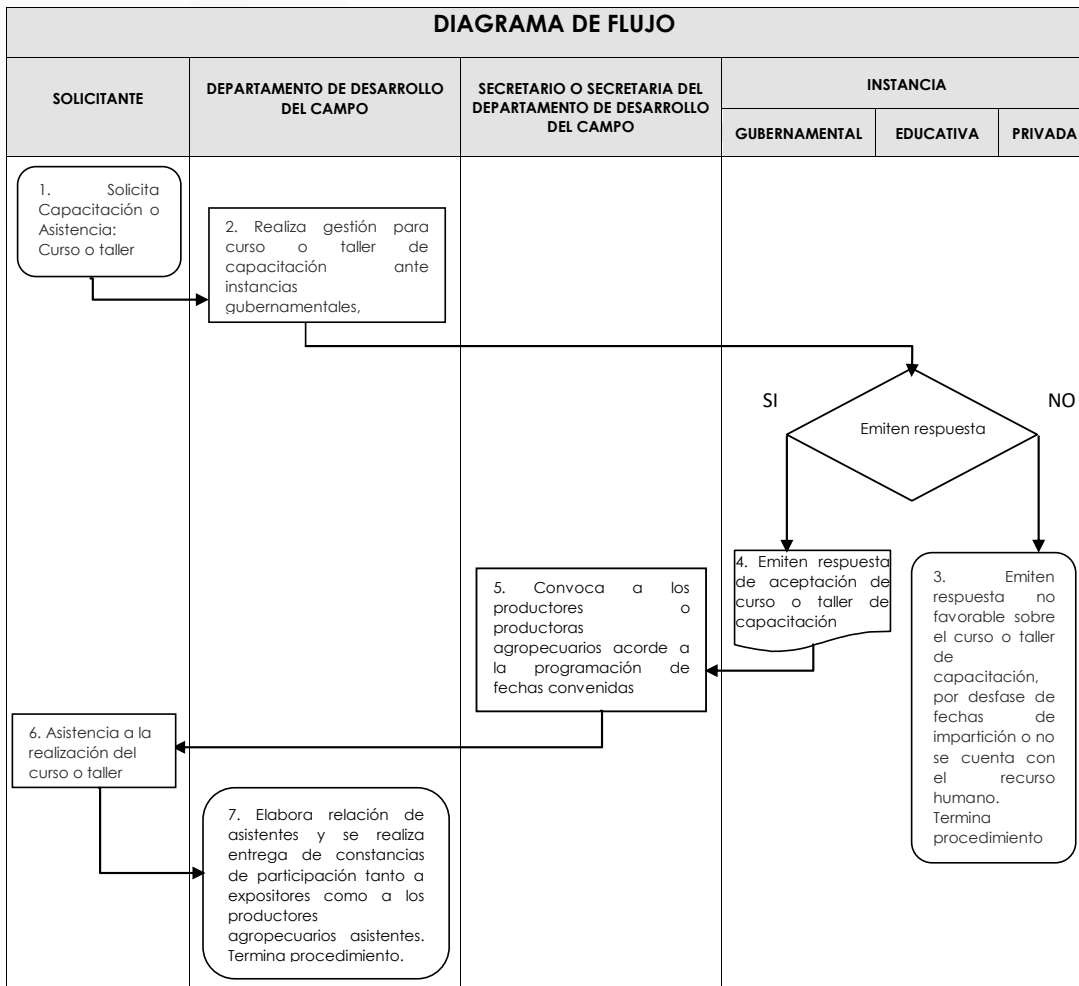 DIAGRAMA DE FLUJO
SOLICITANTE
DEPARTAMENTO DE DESARROLLO
DEL CAMPO
SECRETARIO O SECRETARIA DEL
DEPARTAMENTO DE DESARROLLO
DEL CAMPO
INSTANCIA
GUBERNAMENTAL
EDUCATIVA
PRIVADA
1. Solicita
Capacitación o
Asistencia:
Curso o taller
2. Realiza gestión para
curso o taller de
capacitación ante
instancias
gubernamentales,
SI
NO
Emiten respuesta
4. Emiten respuesta
de aceptación de
curso o taller de
capacitación
3. Emiten
respuesta no
favorable sobre
el curso o taller
de
capacitación,
por desfase de
fechas de
impartición o no
se cuenta con
el recurso
humano.
Termina
procedimiento
5. Convoca a los
productores o
productoras
agropecuarios acorde a
la programación de
fechas convenidas
6. Asistencia a la
realización del
curso o taller
7. Elabora relación de
asistentes y se realiza
entrega de constancias
de participación tanto a
expositores como a los
productores
agropecuarios asistentes.
Termina procedimiento.